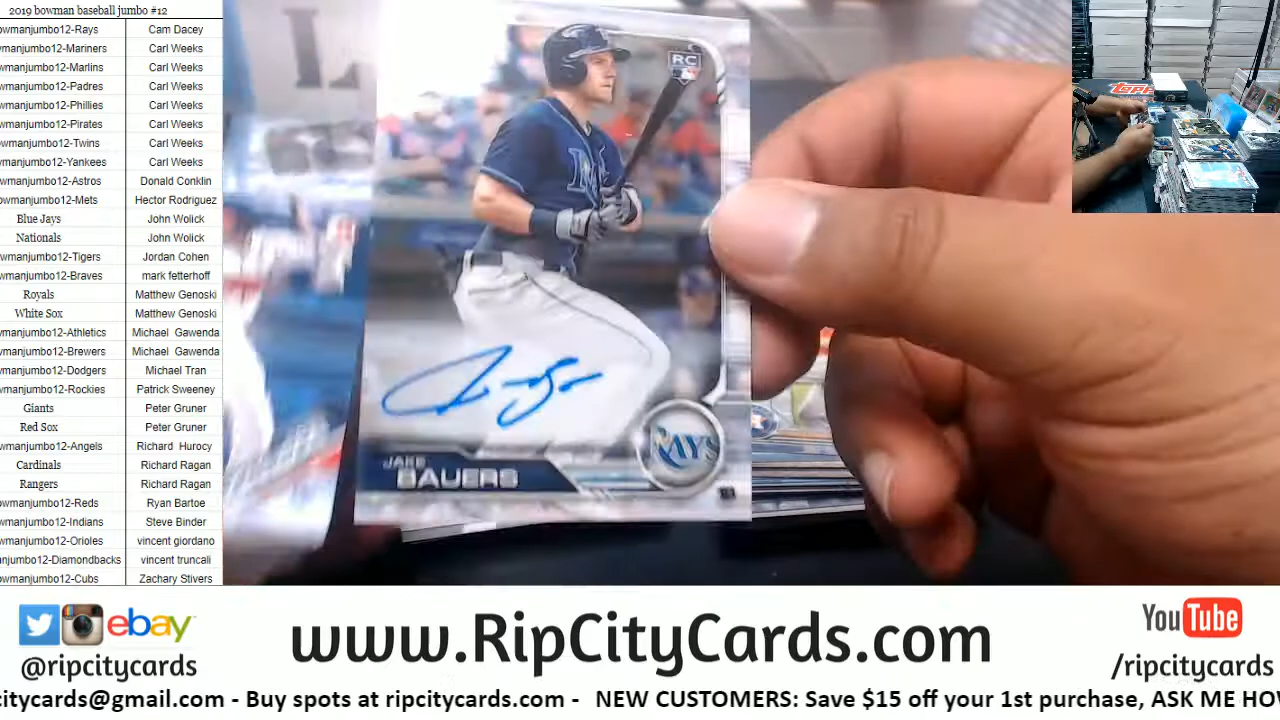 2019 bowman baseball jumbo #12
owmanjumbo12-Rays Cam Dacey
wmanjumbo12-Mariners Carl Weeks
wmanjumbo12-Marlins Carl Weeks
wmanjumbo12-Padres Carl Weeks
wmanjumbo12-Phillies Carl Weeks
wmanjumbo12-Pirates Carl Weeks
wmanjumbo12-Twins Carl Weeks
wmanjumbo12-Yankees Carl Weeks
wmanjumbo12-Astros Donald Conklin
wmanjumbo12-Mets Hector Rodriguez
Blue Jays John Wolick
Nationals John Wolick
wmanjumbo12-Tigers Jordan Cohen
wmanjumbo12-Braves mark fetterhoff
Royals Matthew Genoski
White Sox Matthew Genoski
wmanjumbo12-Athletics Michael Gawenda
wmanjumbo12-Brewers Michael Gawenda
wmanjumbo12-Dodgers Michael Tran
wmanjumbo12-Rockies Patrick Sweeney
Giants Peter Gruner
Red Sox Peter Gruner
wmanjumbo12-Angels Richard Hurocy
Cardinals Richard Ragan
Rangers Richard Ragan
owmanjumbo12-Reds Ryan Bartoe
wmanjumbo12-Indians Steve Binder
wmanjumbo12-Orioles vincent giordano
anjumbo12-Diamondbacks vincent truncali
owmanjumbo12-Cubs Zachary Stivers
RC
RAYS
JAKE
BAUERS
TOPPS
ebay
@ripcitycards
www.RipCityCards.com
YouTube
/ripcitycards
citycards@gmail.com - Buy spots at ripcitycards.com - NEW CUSTOMERS: Save $15 off your 1st purchase, ASK ME HOW